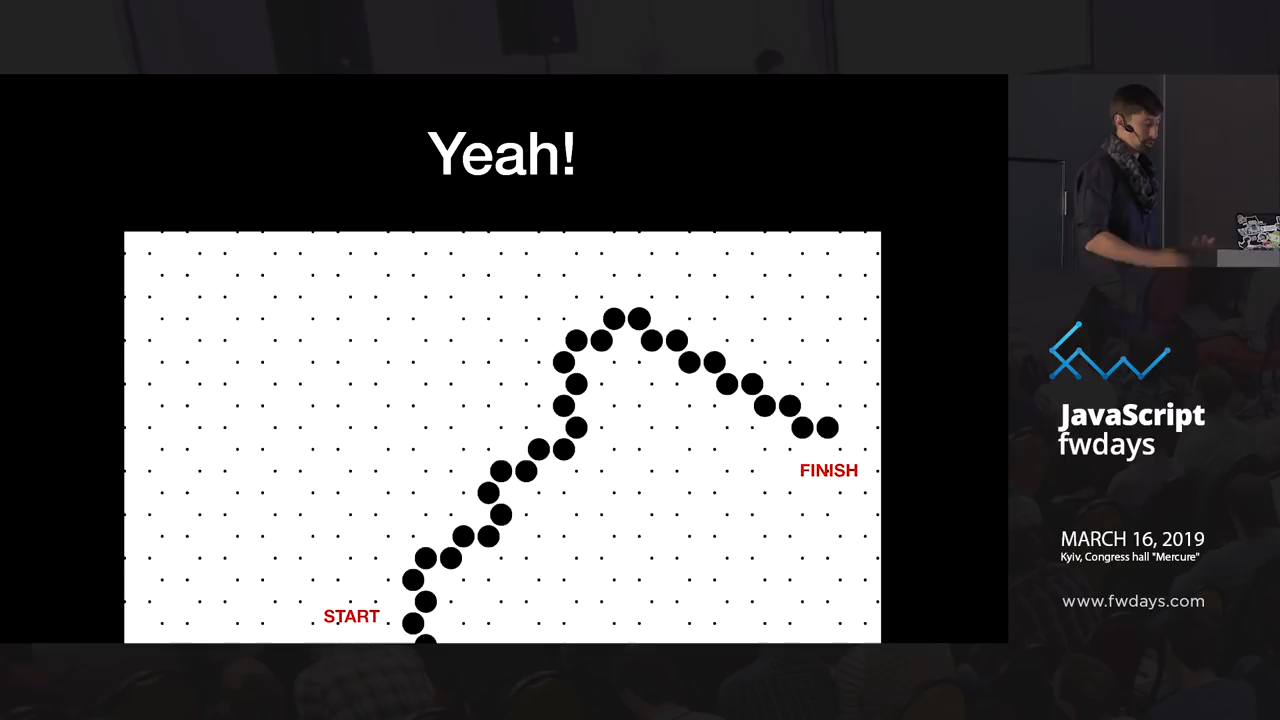 Yeah!
START
FINISH
JavaScript
fwdays
MARCH 16, 2019
Kyiv, Congress hall "Mercure"
www.fwdays.com